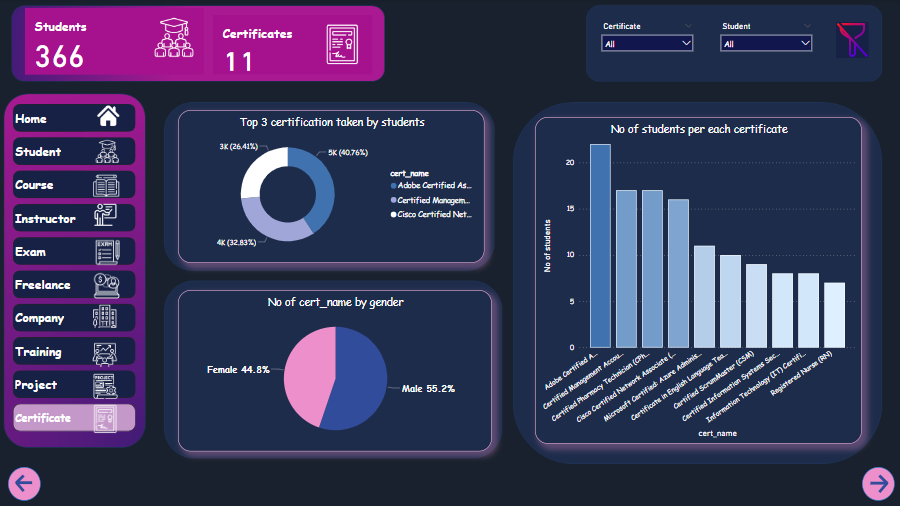 Students
366
Certificates
11
Certificate
All
Student
All
Home
Student
Course
Instructor
Exam
Freelance
Company
Training
Project
Certificate
Top 3 certification taken by students
3K (26.41%)
5K (40.76%)
4K (32.83%)
cert_name
Adobe Certified As...
Certified Managem...
Cisco Certified Net...
No of cert_name by gender
Female 44.8%
Male 55.2%
No of students per each certificate
No of students
20
15
10
5
0
Adobe Certified A...
Certified Management Accou...
Certified Pharmacy Technician (CPh...
Cisco Certified Network Associate (...
Microsoft Certified: Azure Adminis...
Certificate in English Language Tea...
Certified ScrumMaster (CSM)
Certified Information Systems Sec...
Information Technology (IT) Certifi...
Registered Nurse (RN)
cert_name